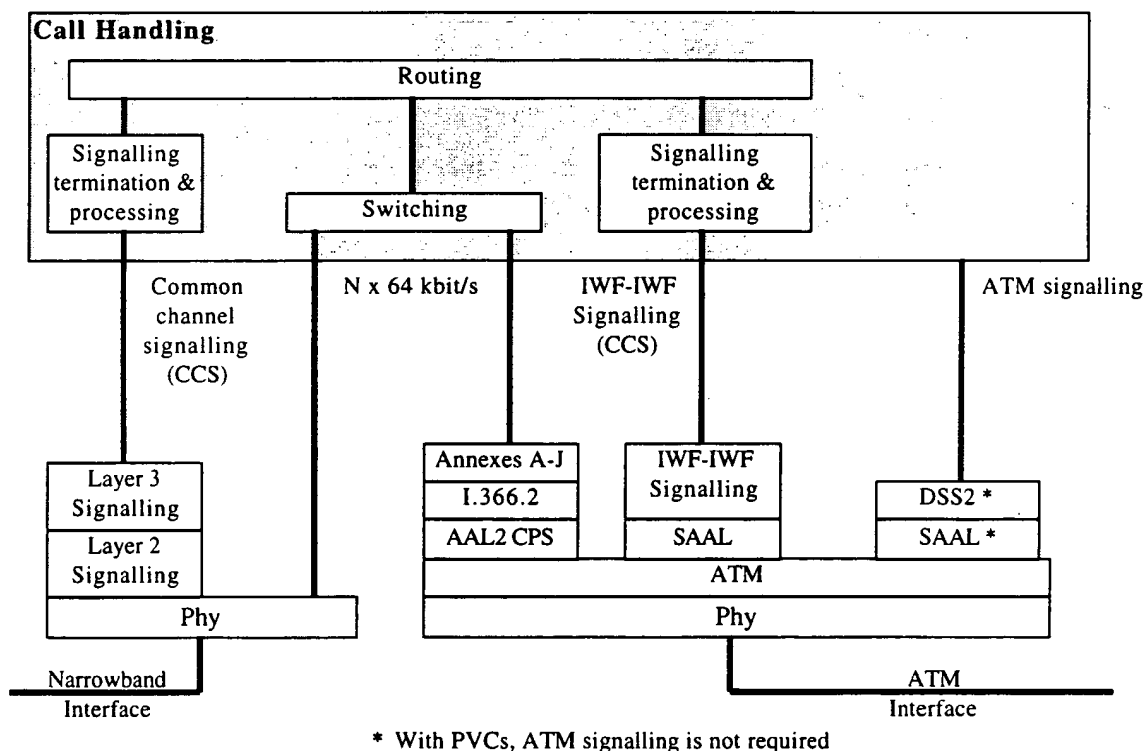 Call Handling
Routing
Signalling
termination &
processing
Switching
Signalling
termination &
processing
Common
channel
signalling
(CCS)
N x 64 kbit/s
IWF-IWF
Signalling
(CCS)
ATM signalling
Layer 3
Signalling
Layer 2
Signalling
Phy
Annexes A-J
I.366.2
AAL2 CPS
IWF-IWF
Signalling
SAAL
DSS2 *
SAAL *
ATM
Phy
Narrowband
Interface
ATM
Interface
* With PVCs, ATM signalling is not required